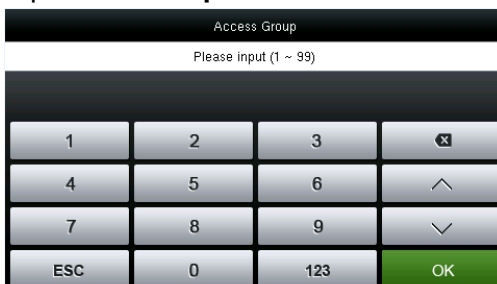 Access Group
Please input (1 ~ 99)
1 2 3
4 5 6
7 8 9
ESC 0 123 OK